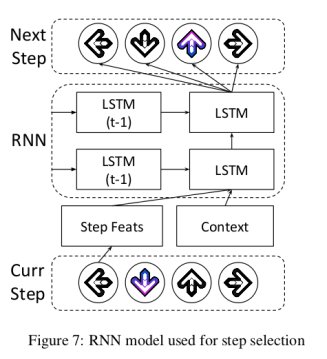 Next
Step
LSTM
(t-1)
LSTM
RNN
LSTM
(t-1)
LSTM
Step Feats
Context
Curr
Step
Figure 7: RNN model used for step selection